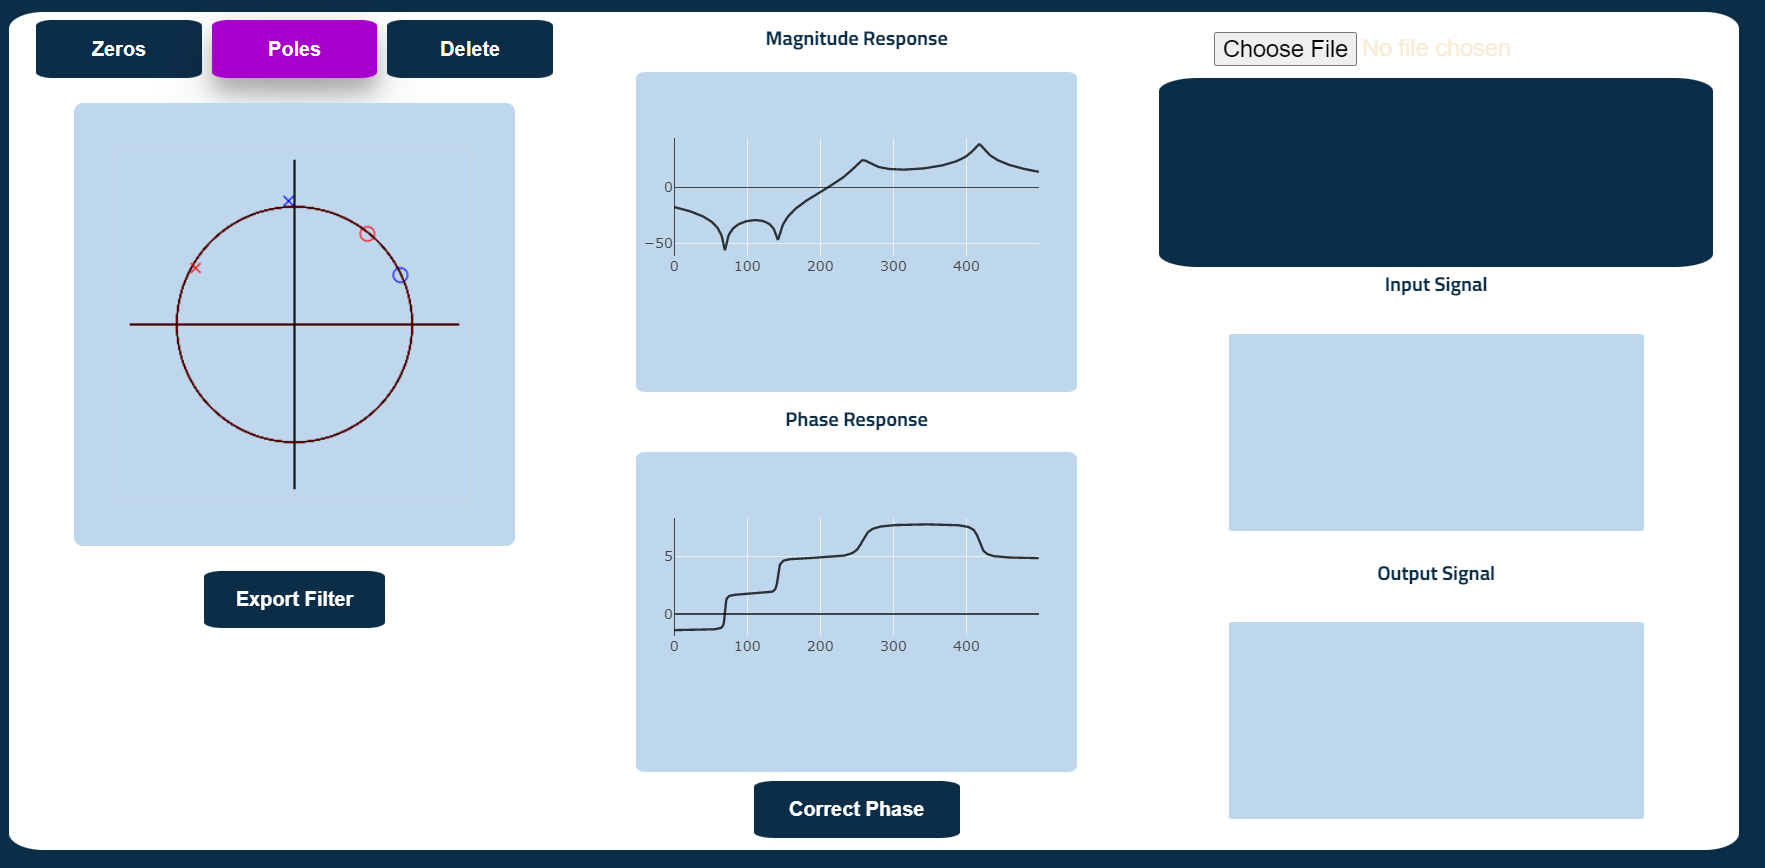 Zeros
Poles
Delete
Export Filter
Magnitude Response
0
−50
0 100 200 300 400
Phase Response
5
0
0 100 200 300 400
Correct Phase
Choose File No file chosen
Input Signal
Output Signal